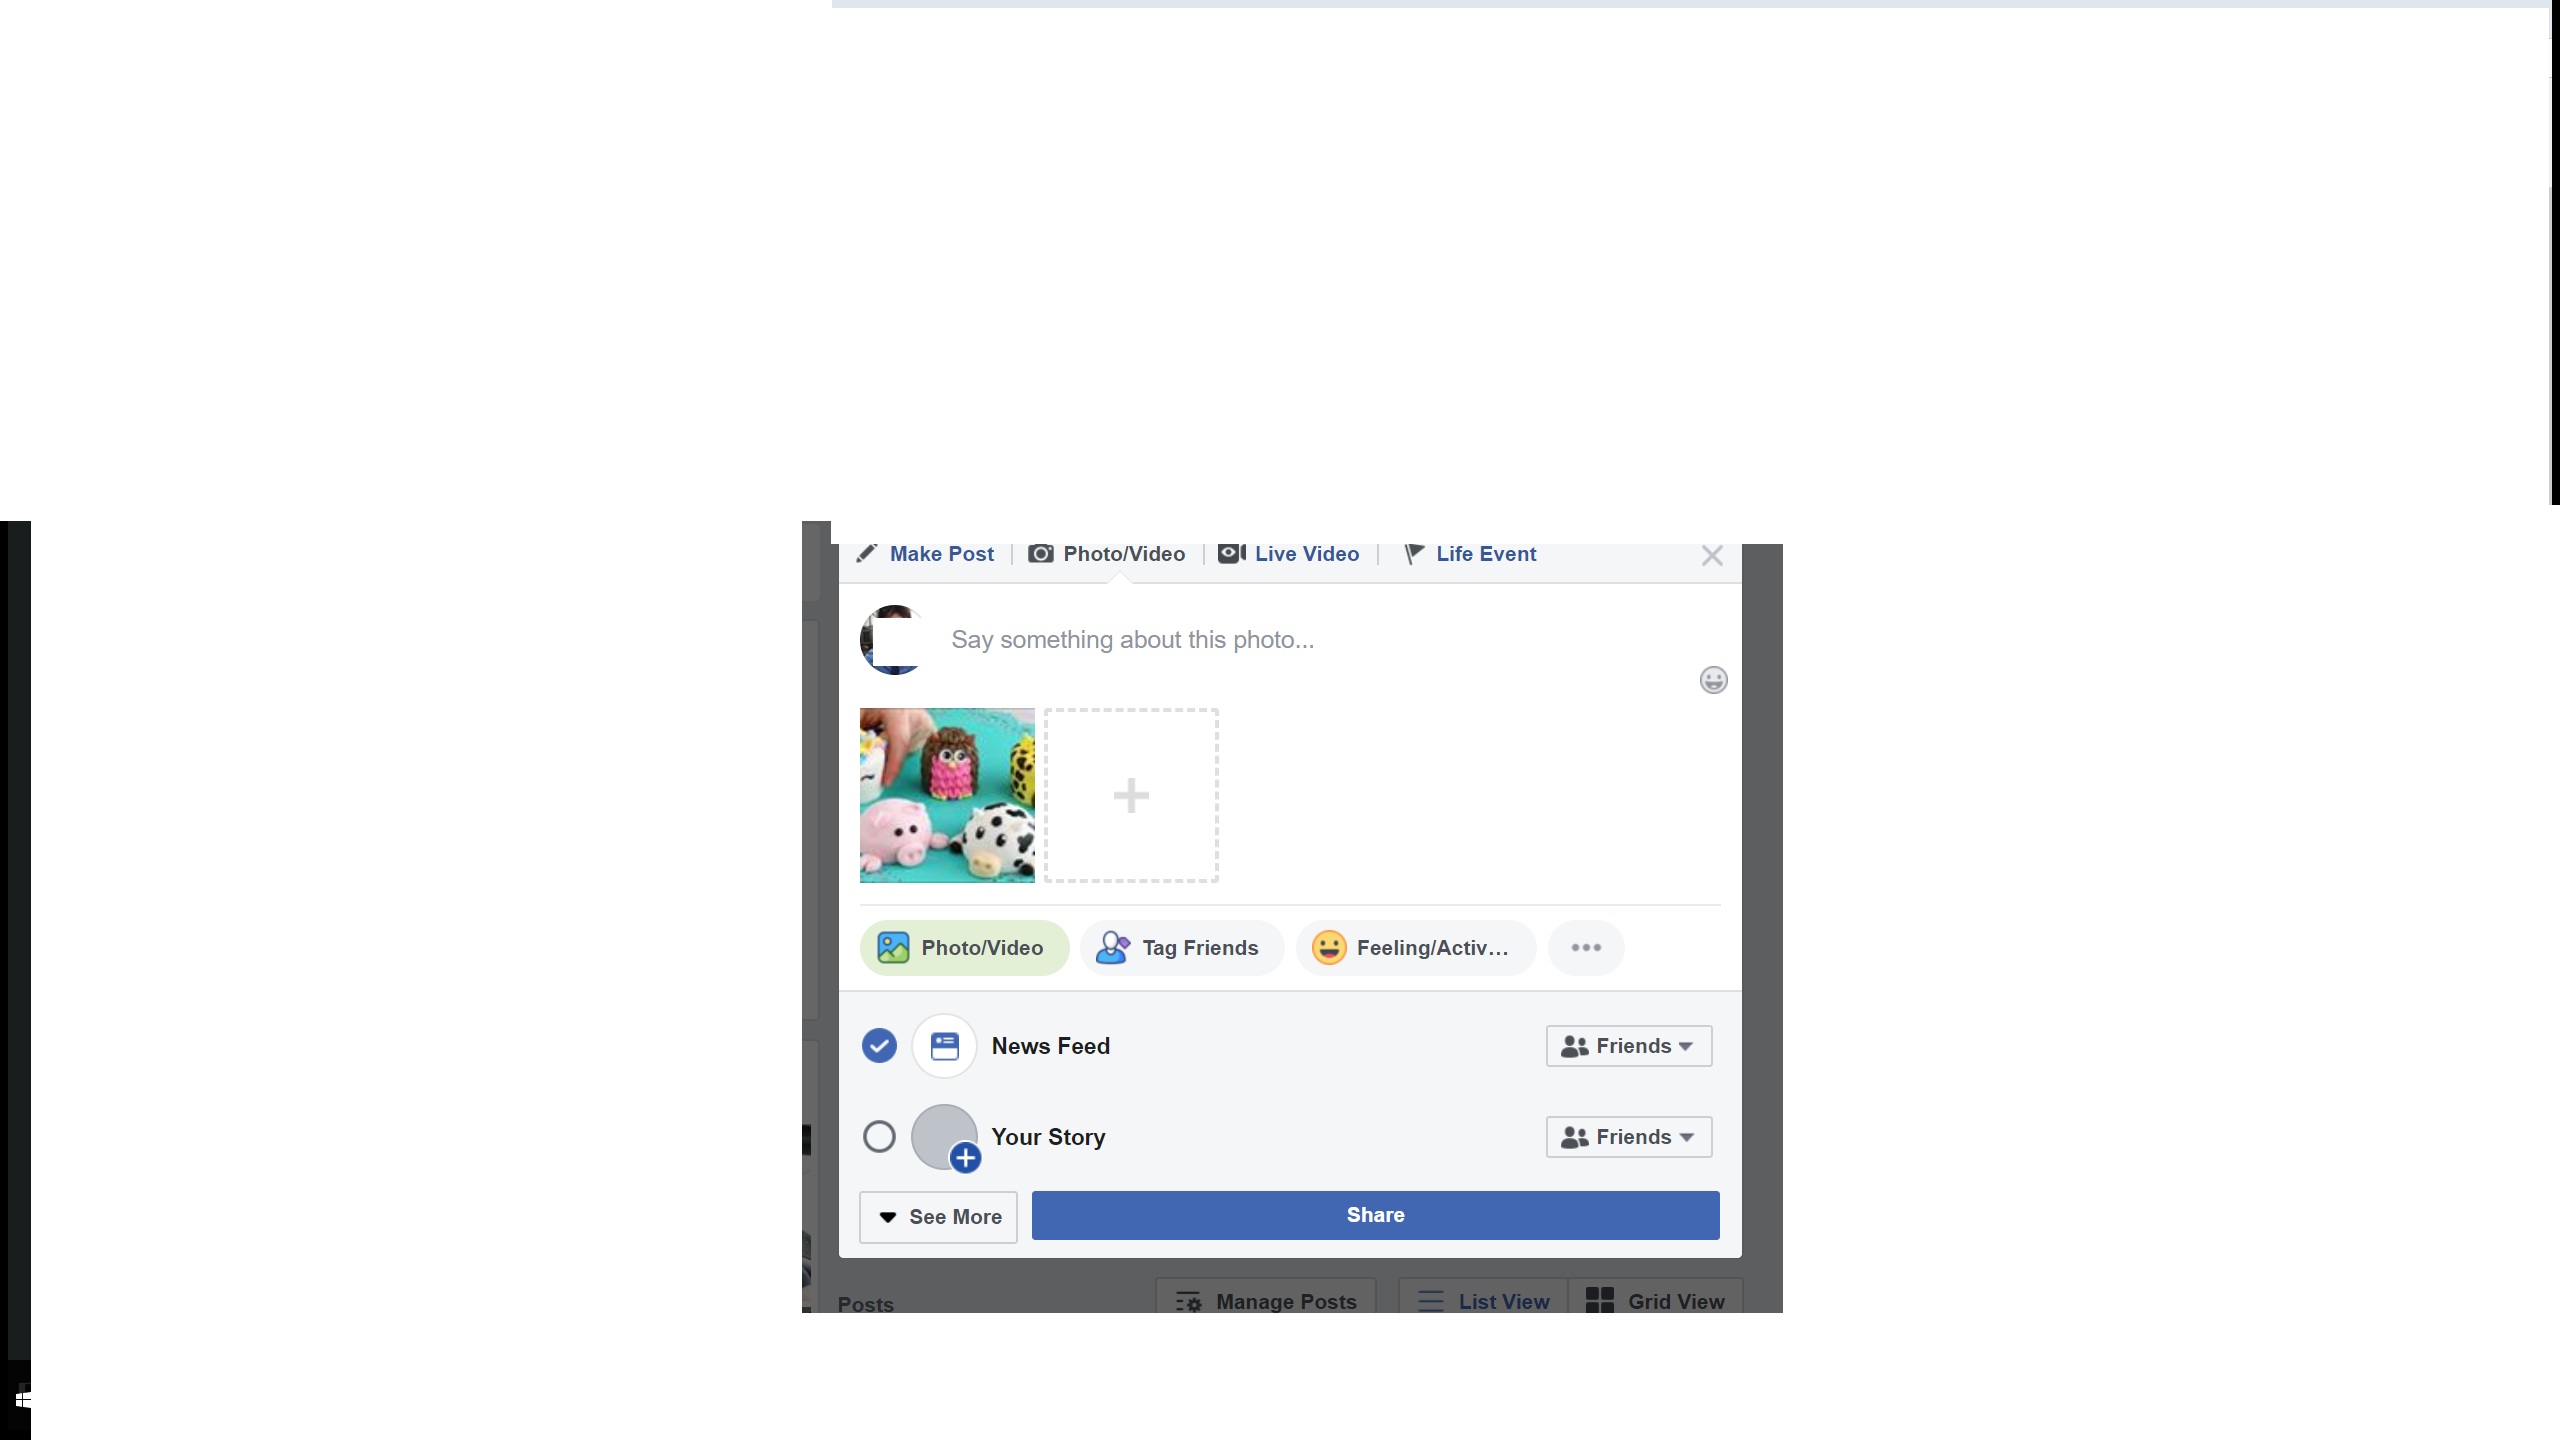 Make Post Photo/Video Live Video Life Event
Say something about this photo...
Photo/Video Tag Friends Feeling/Activ...
News Feed Friends
Your Story Friends
See More Share
Posts Manage Posts List View Grid View